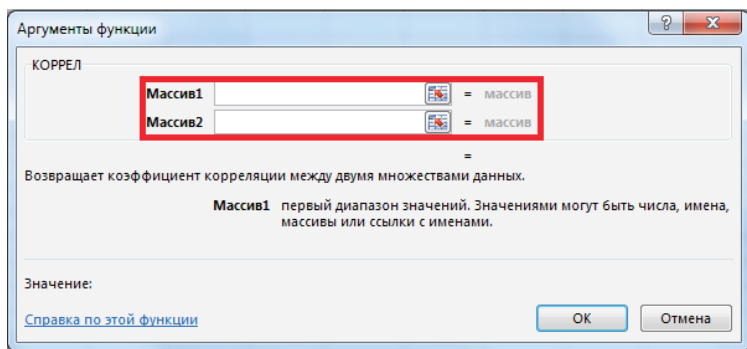 Аргументы функции
КОРРЕЛ
Массив1 = массив
Массив2 = массив
=
Возвращает коэффициент корреляции между двумя множествами данных.
Массив1 первый диапазон значений. Значениями могут быть числа, имена,
массивы или ссылки с именами.
Значение:
Справка по этой функции
ОК
Отмена